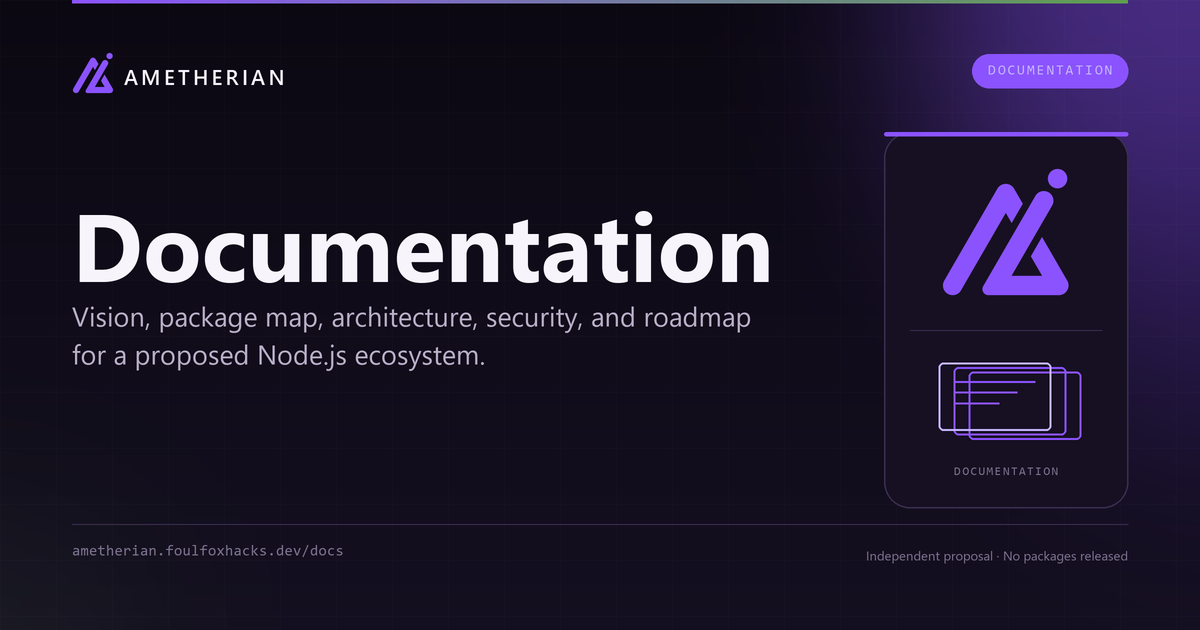 AMETHERIAN
DOCUMENTATION
Documentation
Vision, package map, architecture, security, and roadmap
for a proposed Node.js ecosystem.
DOCUMENTATION
ametherian.foulfoxhacks.dev/docs
Independent proposal · No packages released